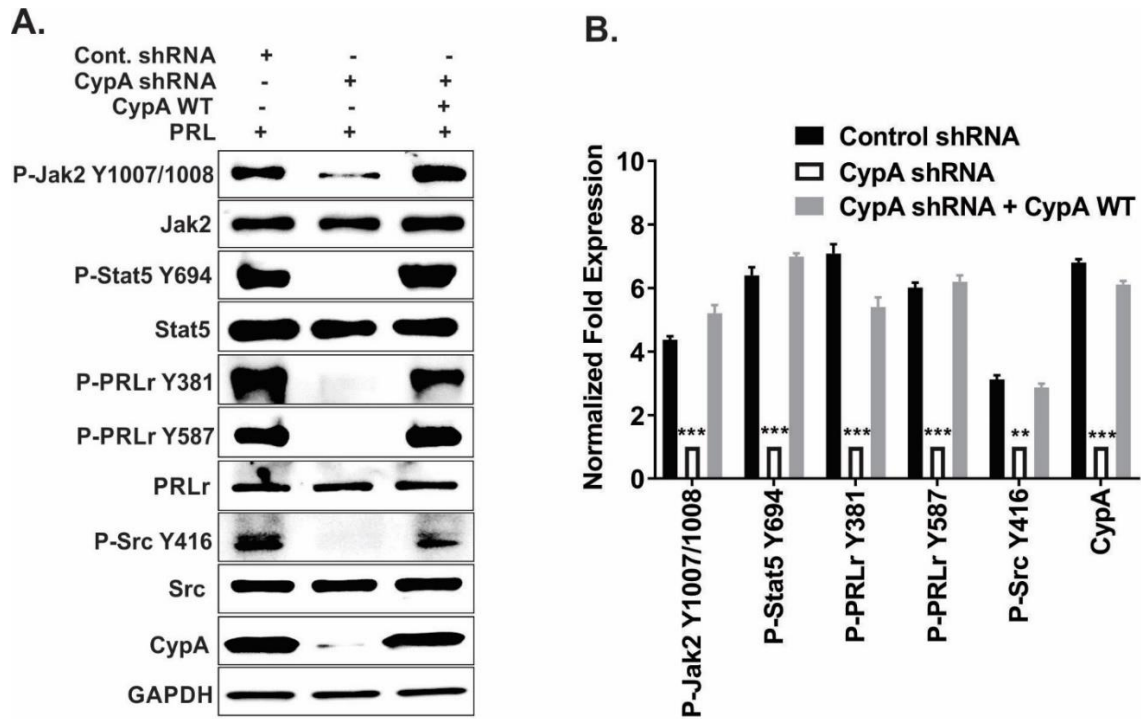 A.
Cont. shRNA + - -
CypA shRNA - + +
CypA WT - - +
PRL + + +
P-Jak2 Y1007/1008
Jak2
P-Stat5 Y694
Stat5
P-PRLr Y381
P-PRLr Y587
PRLr
P-Src Y416
Src
CypA
GAPDH
B.
Control shRNA
CypA shRNA
CypA shRNA + CypA WT
Normalized Fold Expression
10
8
6
4
2
0
*** *** *** *** ** ***
P-Jak2 Y1007/1008
P-Stat5 Y694
P-PRLr Y381
P-PRLr Y587
P-Src Y416
CypA